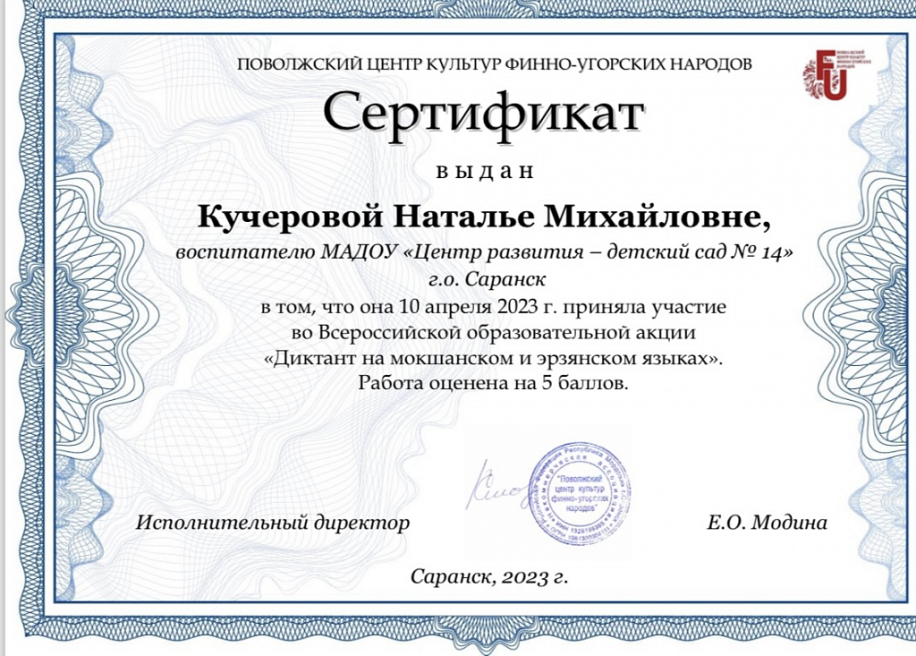 ПОВОЛЖСКИЙ ЦЕНТР КУЛЬТУР ФИННО-УГОРСКИХ НАРОДОВ
FU
Сертификат
выдан
Кучеровой Наталье Михайловне,
воспитателю МАДОУ «Центр развития – детский сад № 14»
г.о. Саранск
в том, что она 10 апреля 2023 г. приняла участие
во Всероссийской образовательной акции
«Диктант на мокшанском и эрзянском языках».
Работа оценена на 5 баллов.
"Поволжский
центр культур
финно-угорских
народов"
Исполнительный директор
Е.О. Модина
Саранск, 2023 г.